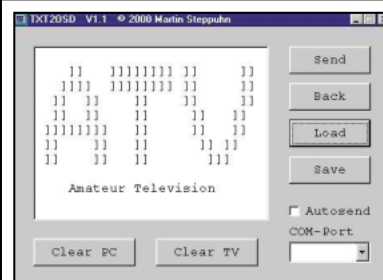 TXT2OSD V1.1 © 2000 Martin Steppuhn
]] ]]]]]]]] ]] ]]
]]]] ]]]]]]]] ]] ]]
]] ]] ]] ]] ]]
]] ]] ]] ]] ]]
]]]]]]]] ]] ]] ]]
]] ]] ]] ]] ]]
]] ]] ]] ]]]
Amateur Television
Send
Back
Load
Save
Autosend
COM-Port
Clear PC
Clear TV